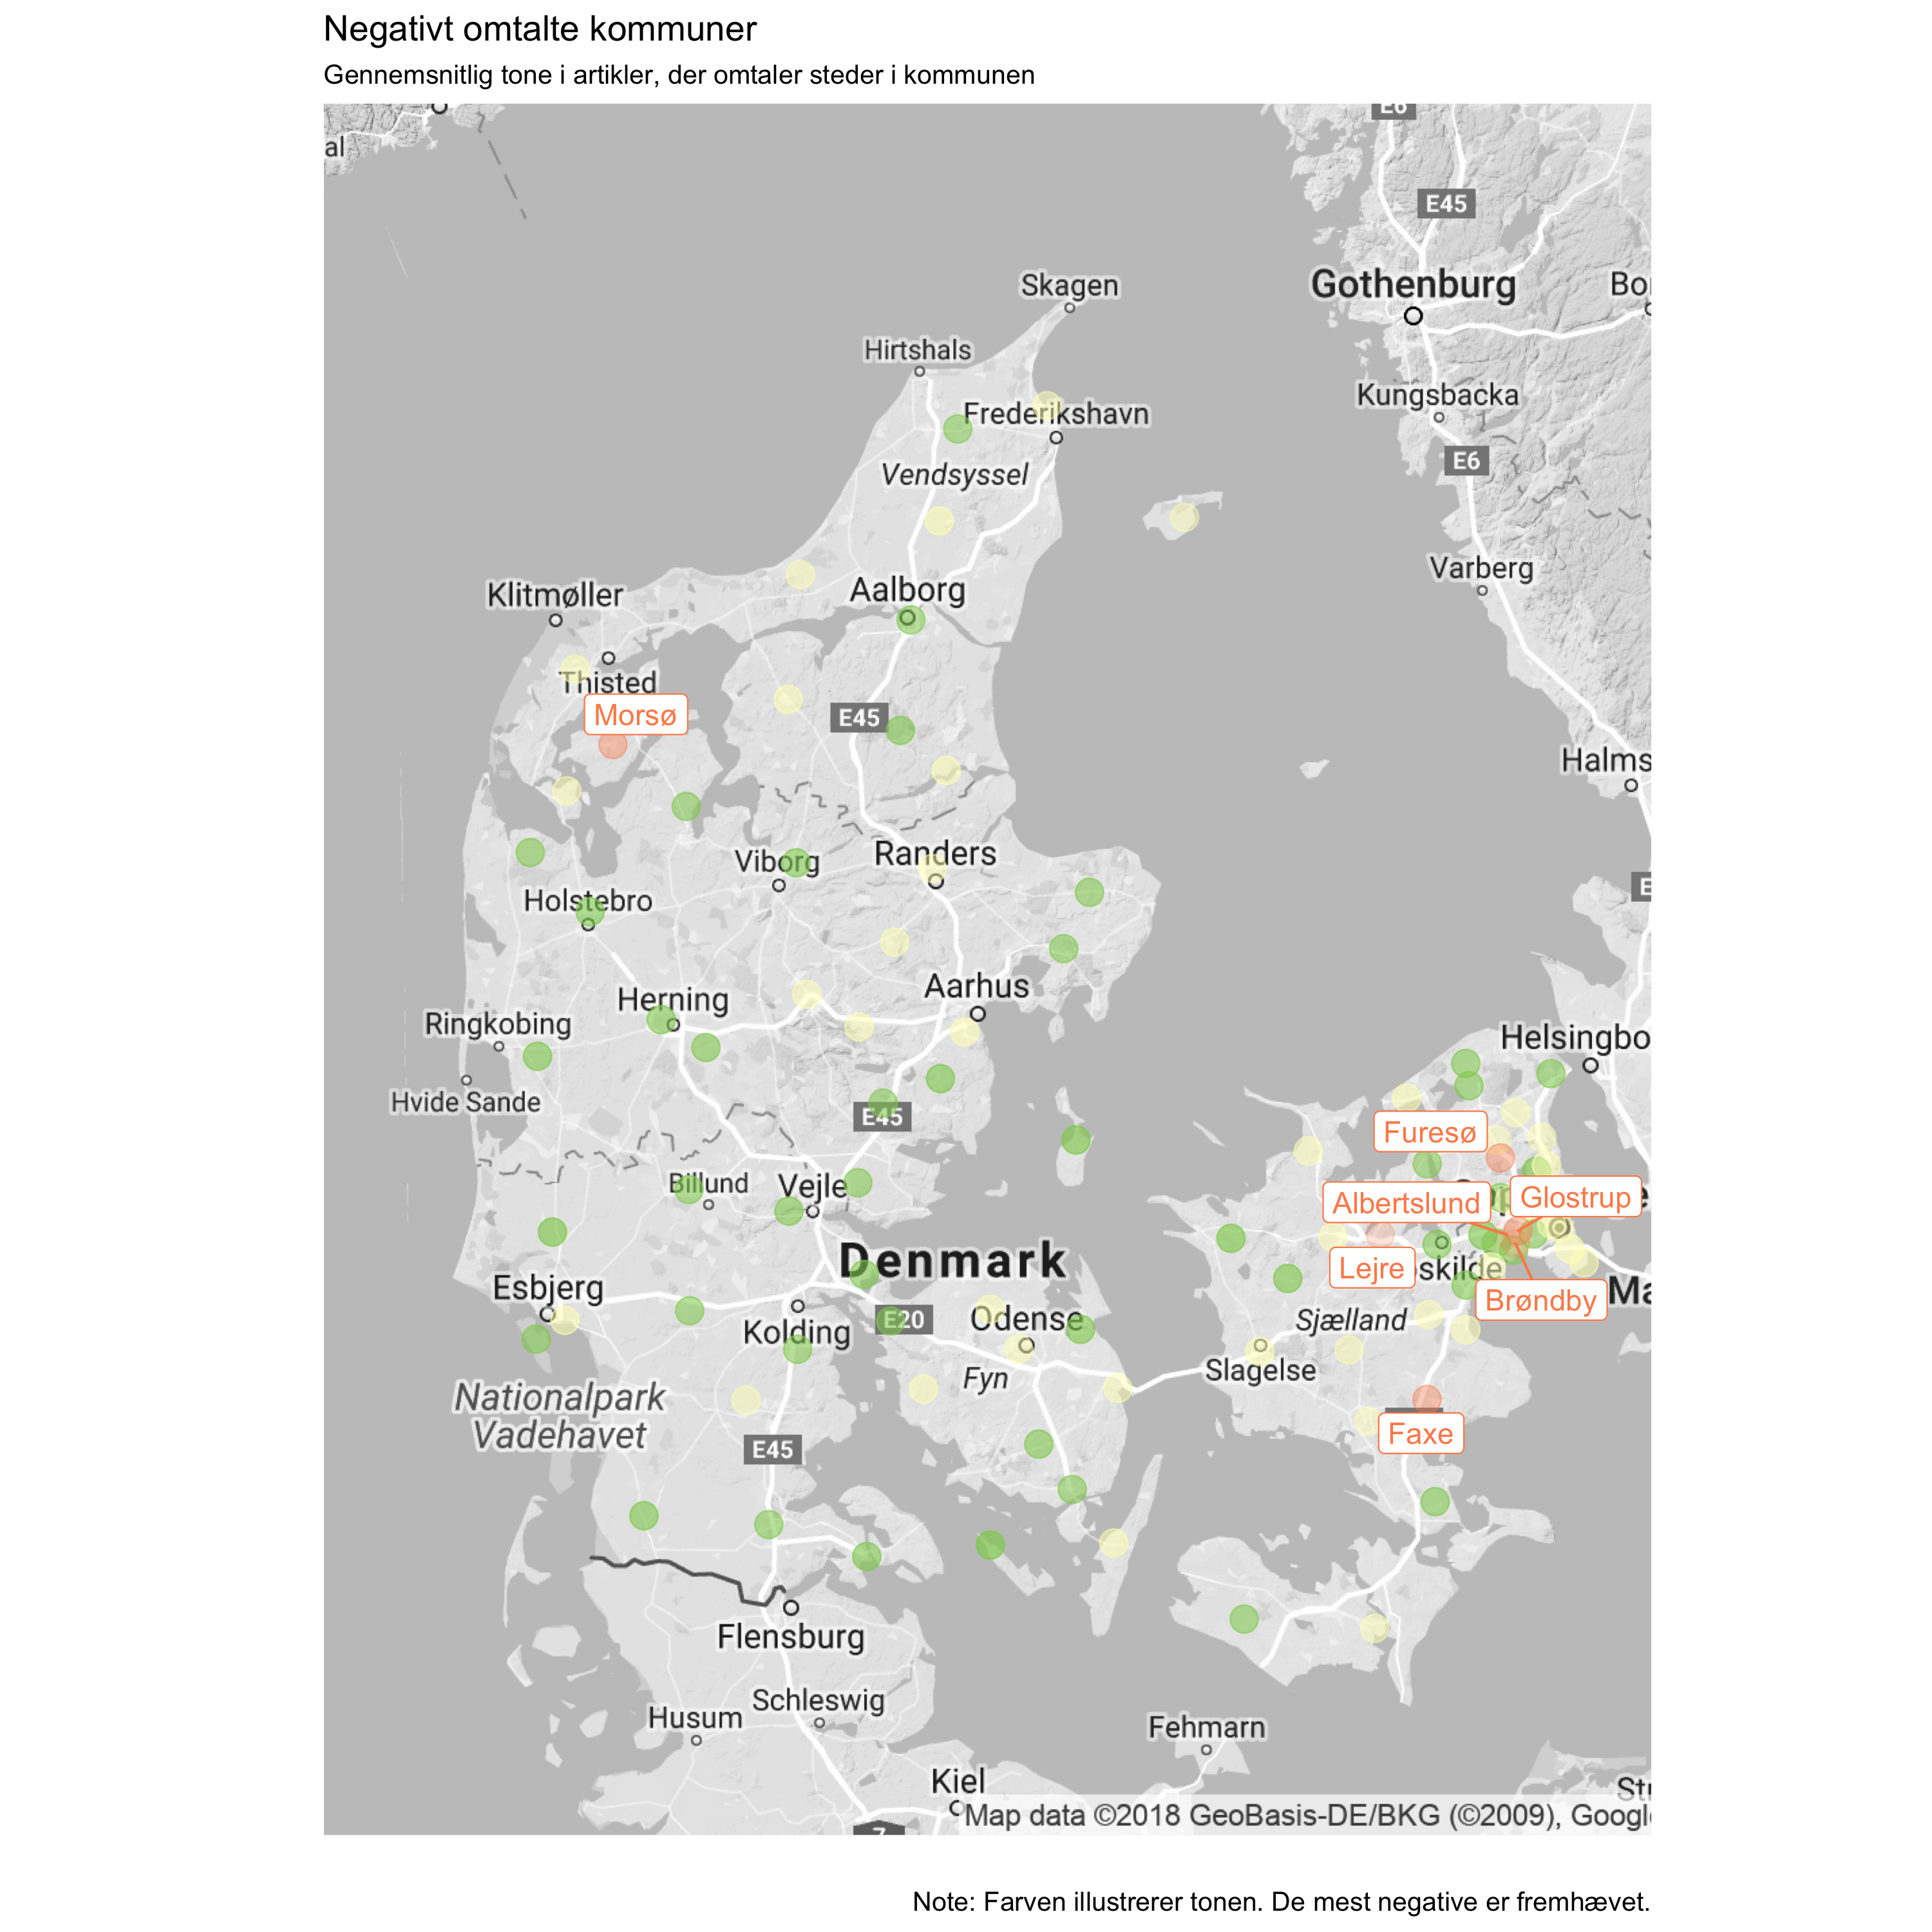 Negativt omtalte kommuner
Gennemsnitlig tone i artikler, der omtaler steder i kommunen
E6
al
E45
Skagen
Gothenburg
Bo
Hirtshals
Kungsbacka
Frederikshavn
E6
Vendsyssel
Varberg
Klitmøller
Aalborg
Thisted
Morsø
E45
Halms
Viborg
Randers
E
Holstebro
Aarhus
Herning
Ringkobing
Helsingbo
Hvide Sande
E45
Furesø
Billund
Vejle
Albertslund
Glostrup
Denmark
Lejre
skilde
Esbjerg
Brøndby
Ma
E20
Odense
Sjælland
Kolding
Slagelse
Fyn
Nationalpark
Vadehavet
Faxe
E45
Flensburg
Schleswig
Husum
Fehmarn
Kiel
Str
Map data ©2018 GeoBasis-DE/BKG (©2009), Googl
7
Note: Farven illustrerer tonen. De mest negative er fremhævet.